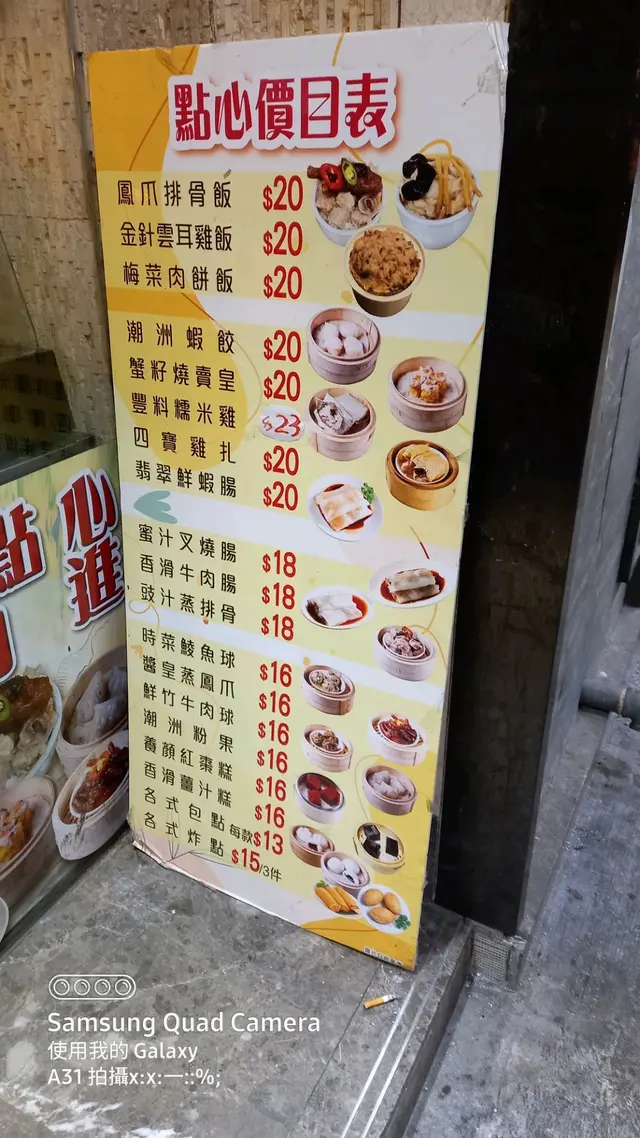 點心價目表
鳳爪排骨飯 $20
金針雲耳雞飯 $20
梅菜肉餅飯 $20
潮洲蝦餃 $20
蟹籽燒賣皇 $20
豐料糯米雞 $23
四寶雞扎 $20
翡翠鮮蝦腸 $20
蜜汁叉燒腸 $18
香滑牛肉腸 $18
豉汁蒸排骨 $18
時菜鯪魚球 $16
醬皇蒸鳳爪 $16
鮮竹牛肉球 $16
潮洲粉果 $16
養顏紅棗糕 $16
香滑薑汁糕 $16
各式包點 每款$13
各式炸點 $15/3件
點心
進
Samsung Quad Camera
使用我的 Galaxy
A31 拍攝x:x:一::%;